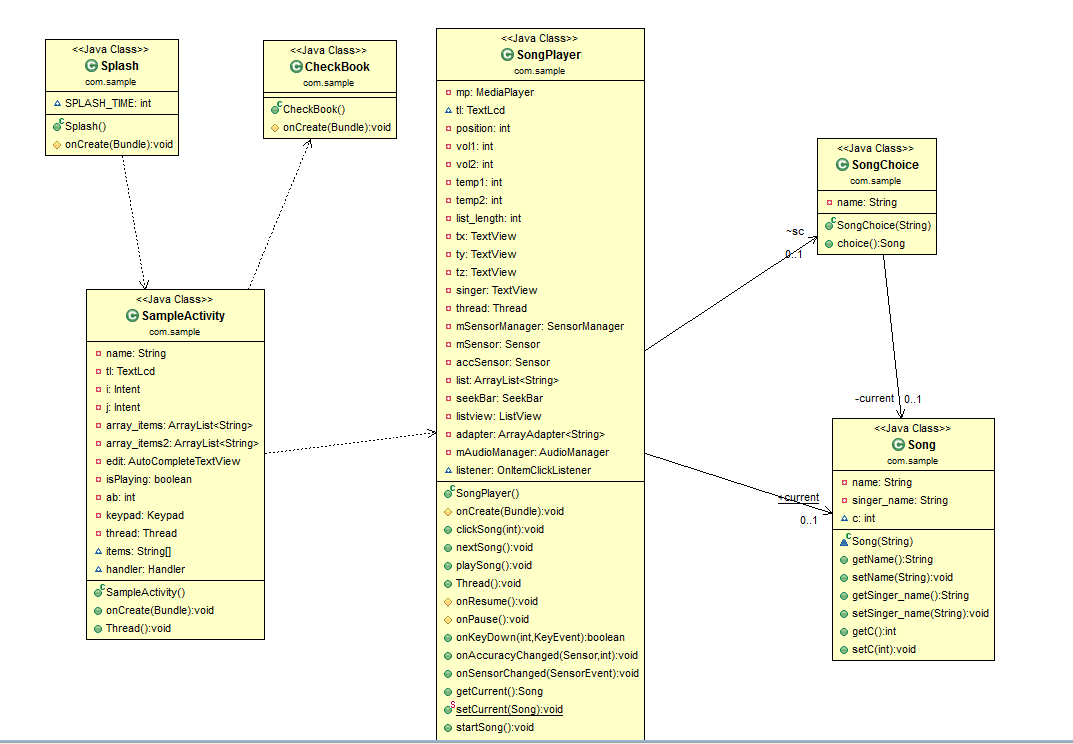 <<Java Class>>
Splash
com.sample
SPLASH_TIME: int
Splash()
onCreate(Bundle):void
<<Java Class>>
CheckBook
com.sample
CheckBook()
onCreate(Bundle):void
<<Java Class>>
SampleActivity
com.sample
name: String
tl: TextLcd
i: Intent
j: Intent
array_items: ArrayList<String>
array_items2: ArrayList<String>
edit: AutoCompleteTextView
isPlaying: boolean
ab: int
keypad: Keypad
thread: Thread
items: String[]
handler: Handler
SampleActivity()
onCreate(Bundle):void
Thread():void
<<Java Class>>
SongPlayer
com.sample
mp: MediaPlayer
tl: TextLcd
position: int
vol1: int
vol2: int
temp1: int
temp2: int
list_length: int
tx: TextView
ty: TextView
tz: TextView
singer: TextView
thread: Thread
mSensorManager: SensorManager
mSensor: Sensor
accSensor: Sensor
list: ArrayList<String>
seekBar: SeekBar
listview: ListView
adapter: ArrayAdapter<String>
mAudioManager: AudioManager
listener: OnItemClickListener
SongPlayer()
onCreate(Bundle):void
clickSong(int):void
nextSong():void
playSong():void
Thread():void
onResume():void
onPause():void
onKeyDown(int,KeyEvent):boolean
onAccuracyChanged(Sensor,int):void
onSensorChanged(SensorEvent):void
getCurrent():Song
setCurrent(Song):void
startSong():void
~sc
0..1
<<Java Class>>
SongChoice
com.sample
name: String
SongChoice(String)
choice():Song
-current
0..1
+current
0..1
<<Java Class>>
Song
com.sample
name: String
singer_name: String
c: int
Song(String)
getName():String
setName(String):void
getSinger_name():String
setSinger_name(String):void
getC():int
setC(int):void